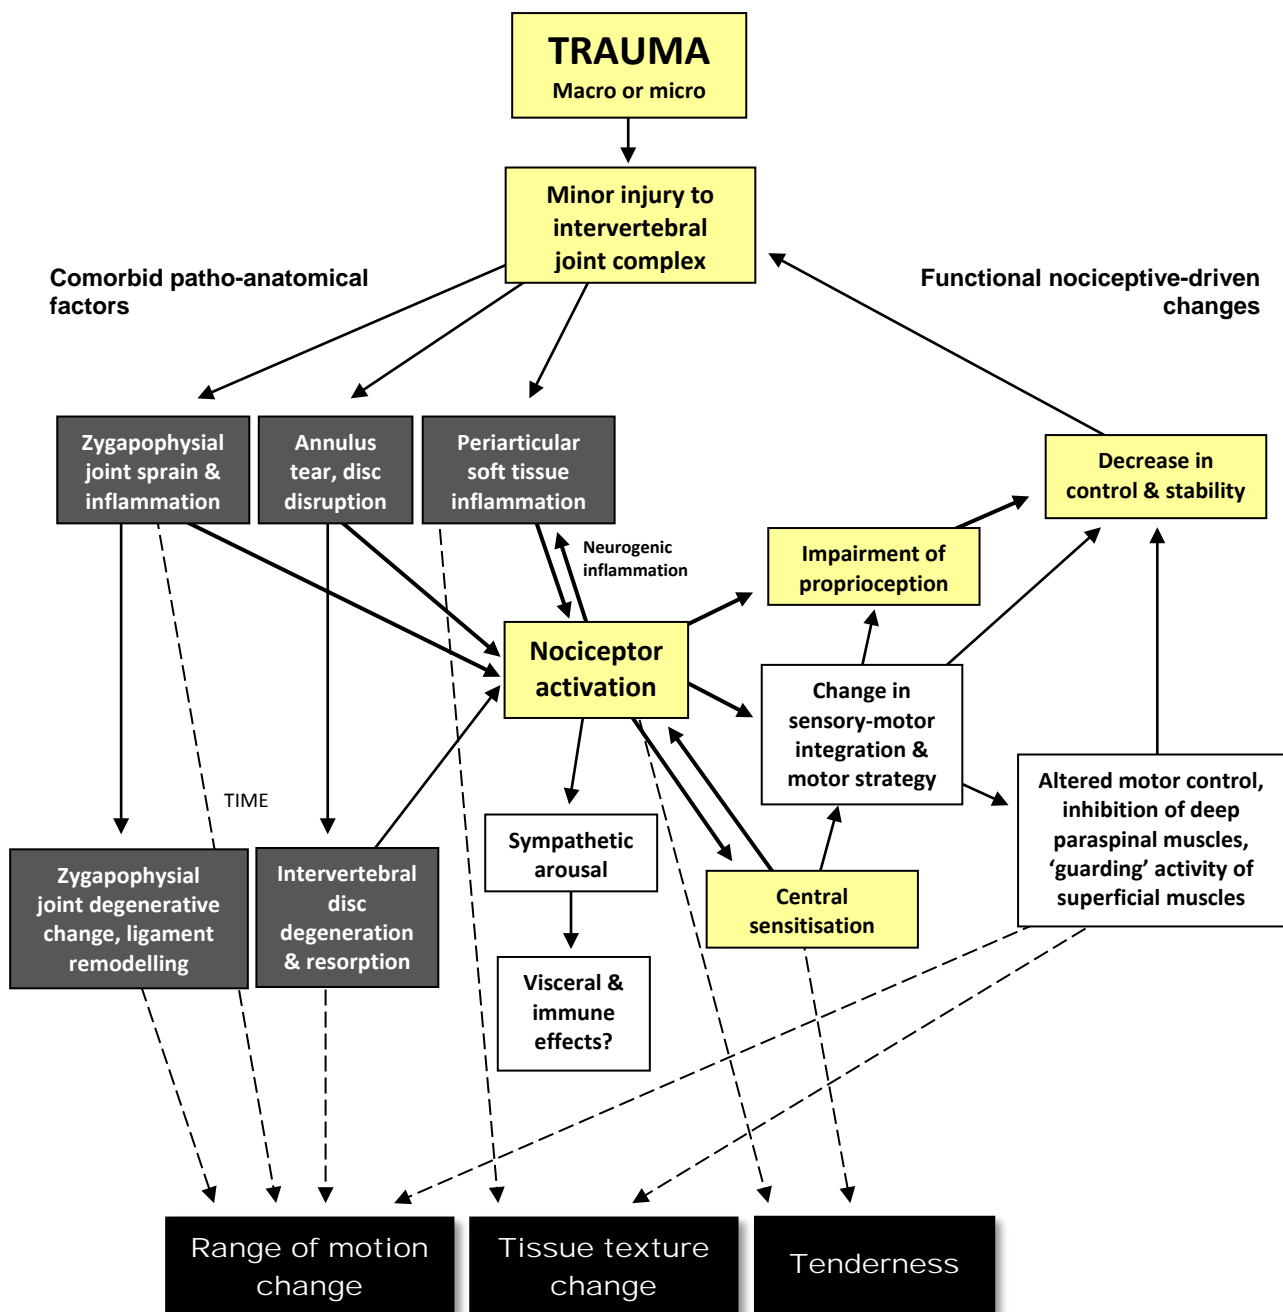 TRAUMA
Macro or micro
Minor injury to
intervertebral
joint complex
Comorbid patho-anatomical
factors
Functional nociceptive-driven
changes
Zygapophysial
joint sprain &
inflammation
Annulus
tear, disc
disruption
Periarticular
soft tissue
inflammation
Decrease in
control & stability
Neurogenic
inflammation
Impairment of
proprioception
Nociceptor
activation
Change in
sensory-motor
integration &
motor strategy
Altered motor control,
inhibition of deep
paraspinal muscles,
‘guarding’ activity of
superficial muscles
TIME
Zygapophysial
joint degenerative
change, ligament
remodelling
Intervertebral
disc
degeneration
& resorption
Sympathetic
arousal
Central
sensitisation
Visceral &
immune
effects?
Range of motion
change
Tissue texture
change
Tenderness